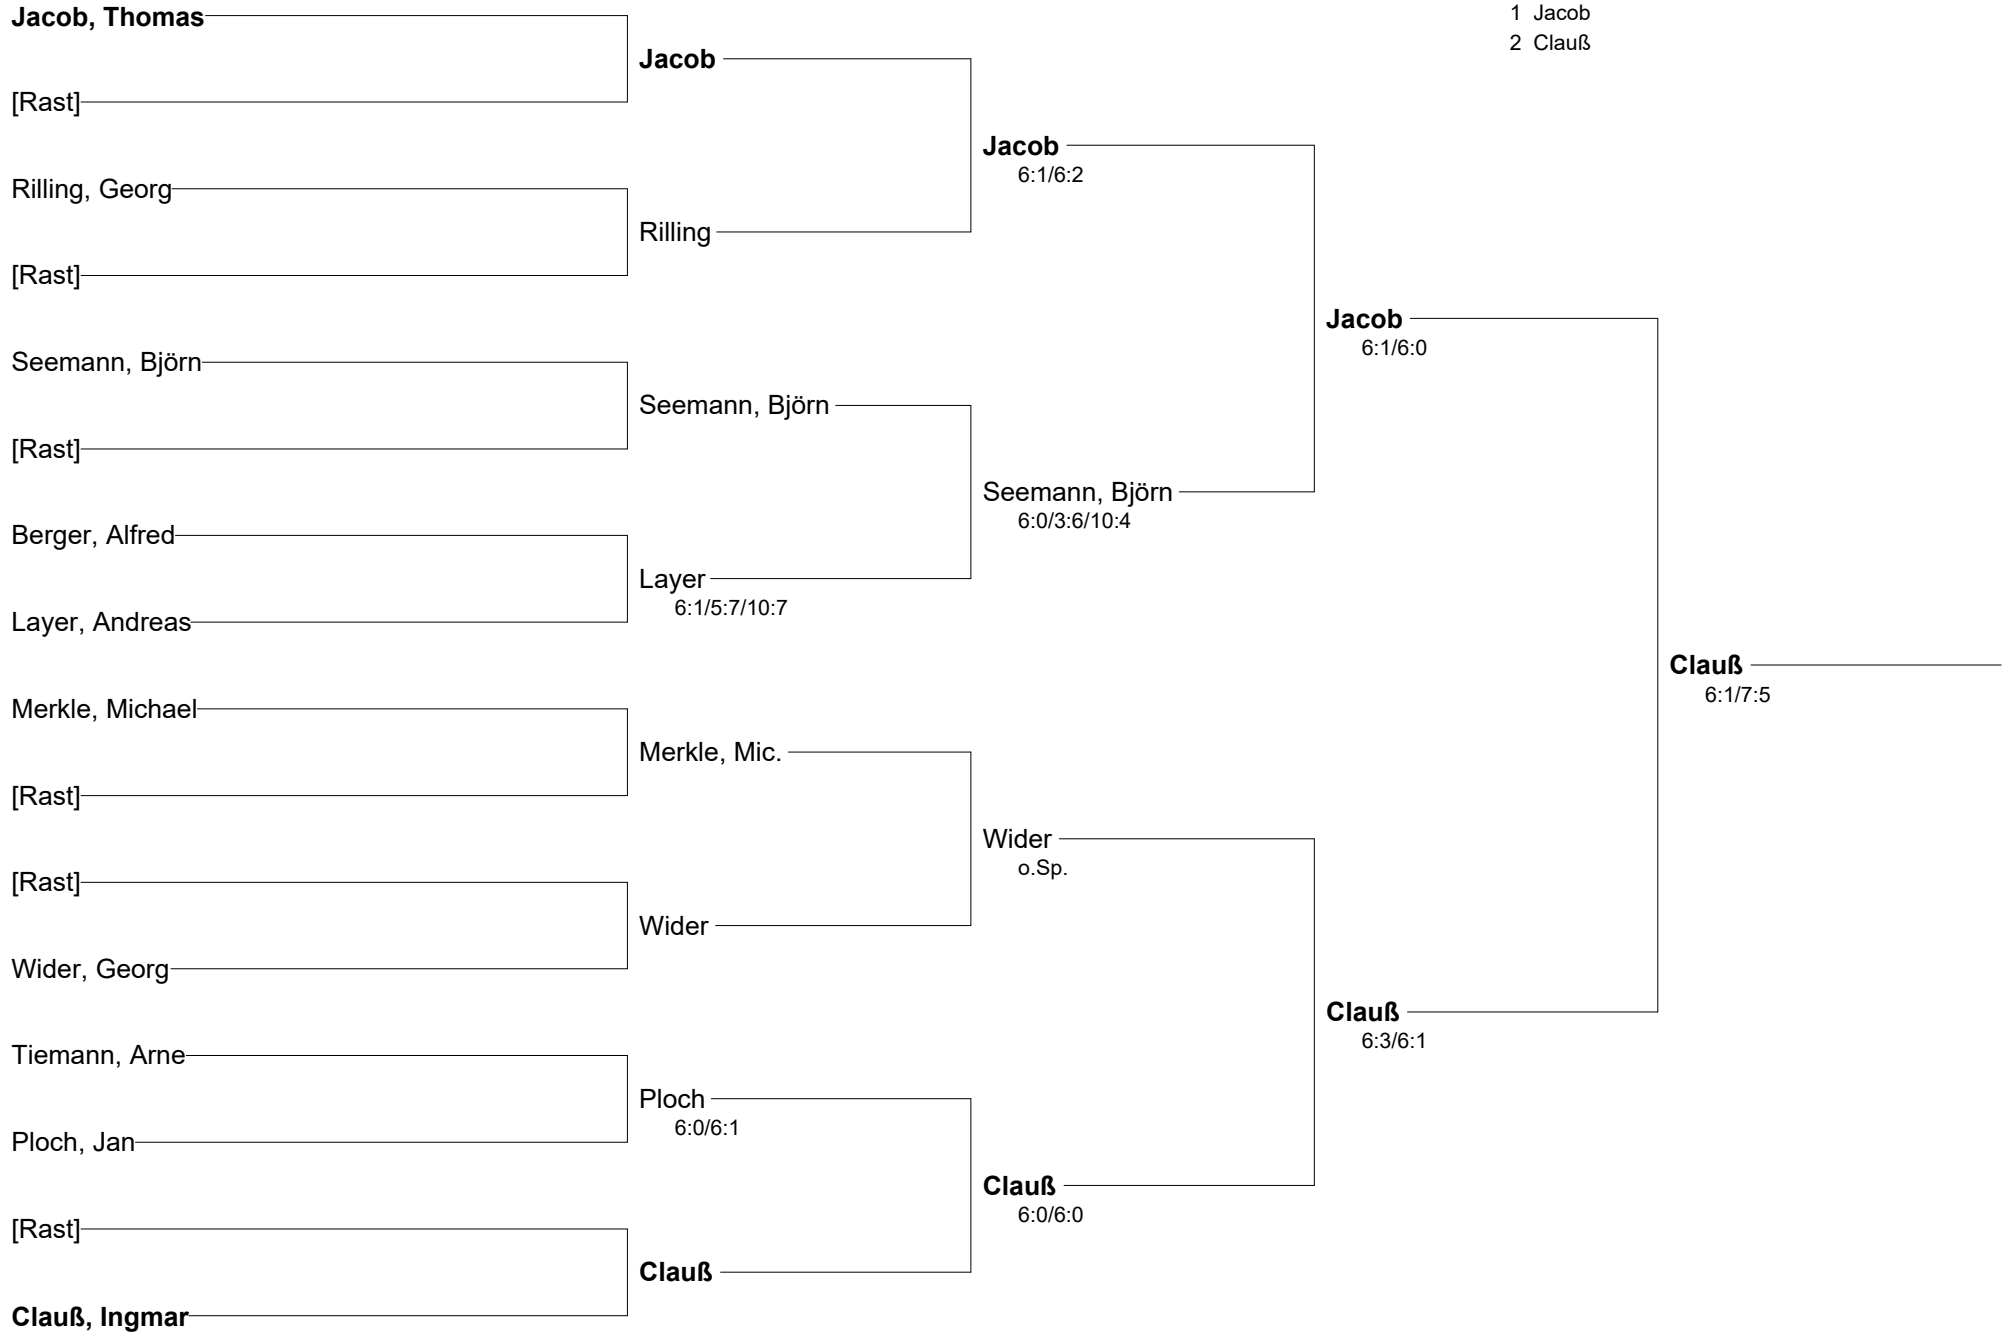 Jacob, Thomas
[Rast]
Rilling, Georg
[Rast]
Seemann, Björn
[Rast]
Berger, Alfred
Layer, Andreas
Merkle, Michael
[Rast]
[Rast]
Wider, Georg
Tiemann, Arne
Ploch, Jan
[Rast]
Clauß, Ingmar
Jacob
Rilling
Seemann, Björn
Layer
6:1/5:7/10:7
Merkle, Mic.
Wider
Ploch
6:0/6:1
Clauß
Jacob
6:1/6:2
Seemann, Björn
6:0/3:6/10:4
Wider
o.Sp.
Clauß
6:0/6:0
Jacob
6:1/6:0
Clauß
6:3/6:1
Clauß
6:1/7:5
1 Jacob
2 Clauß